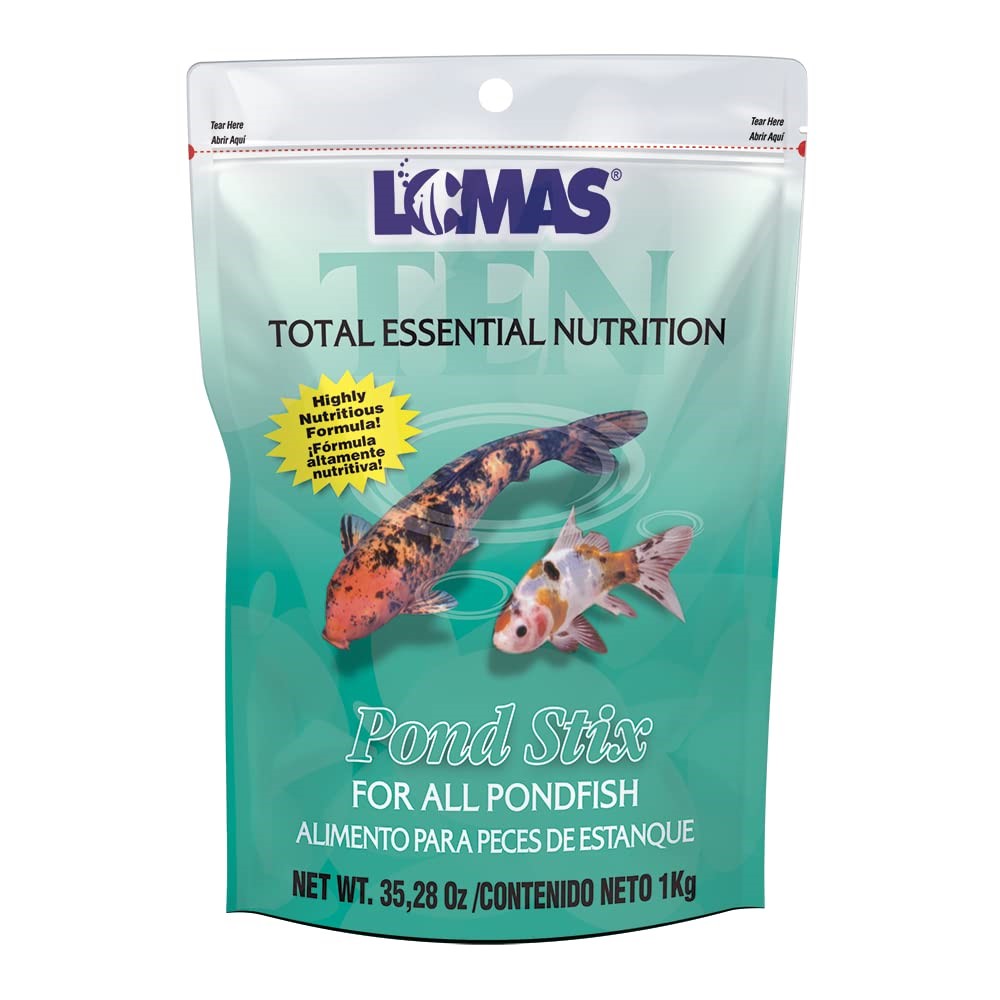 Tear Here
Abrir Aquí
Tear Here
Abrir Aquí
LOMAS®
TEN
TOTAL ESSENTIAL NUTRITION
Highly
Nutritious
Formula!
¡Fórmula
altamente
nutritiva!
Pond Stix
FOR ALL PONDFISH
ALIMENTO PARA PECES DE ESTANQUE
NET WT. 35,28 Oz /CONTENIDO NETO 1Kg